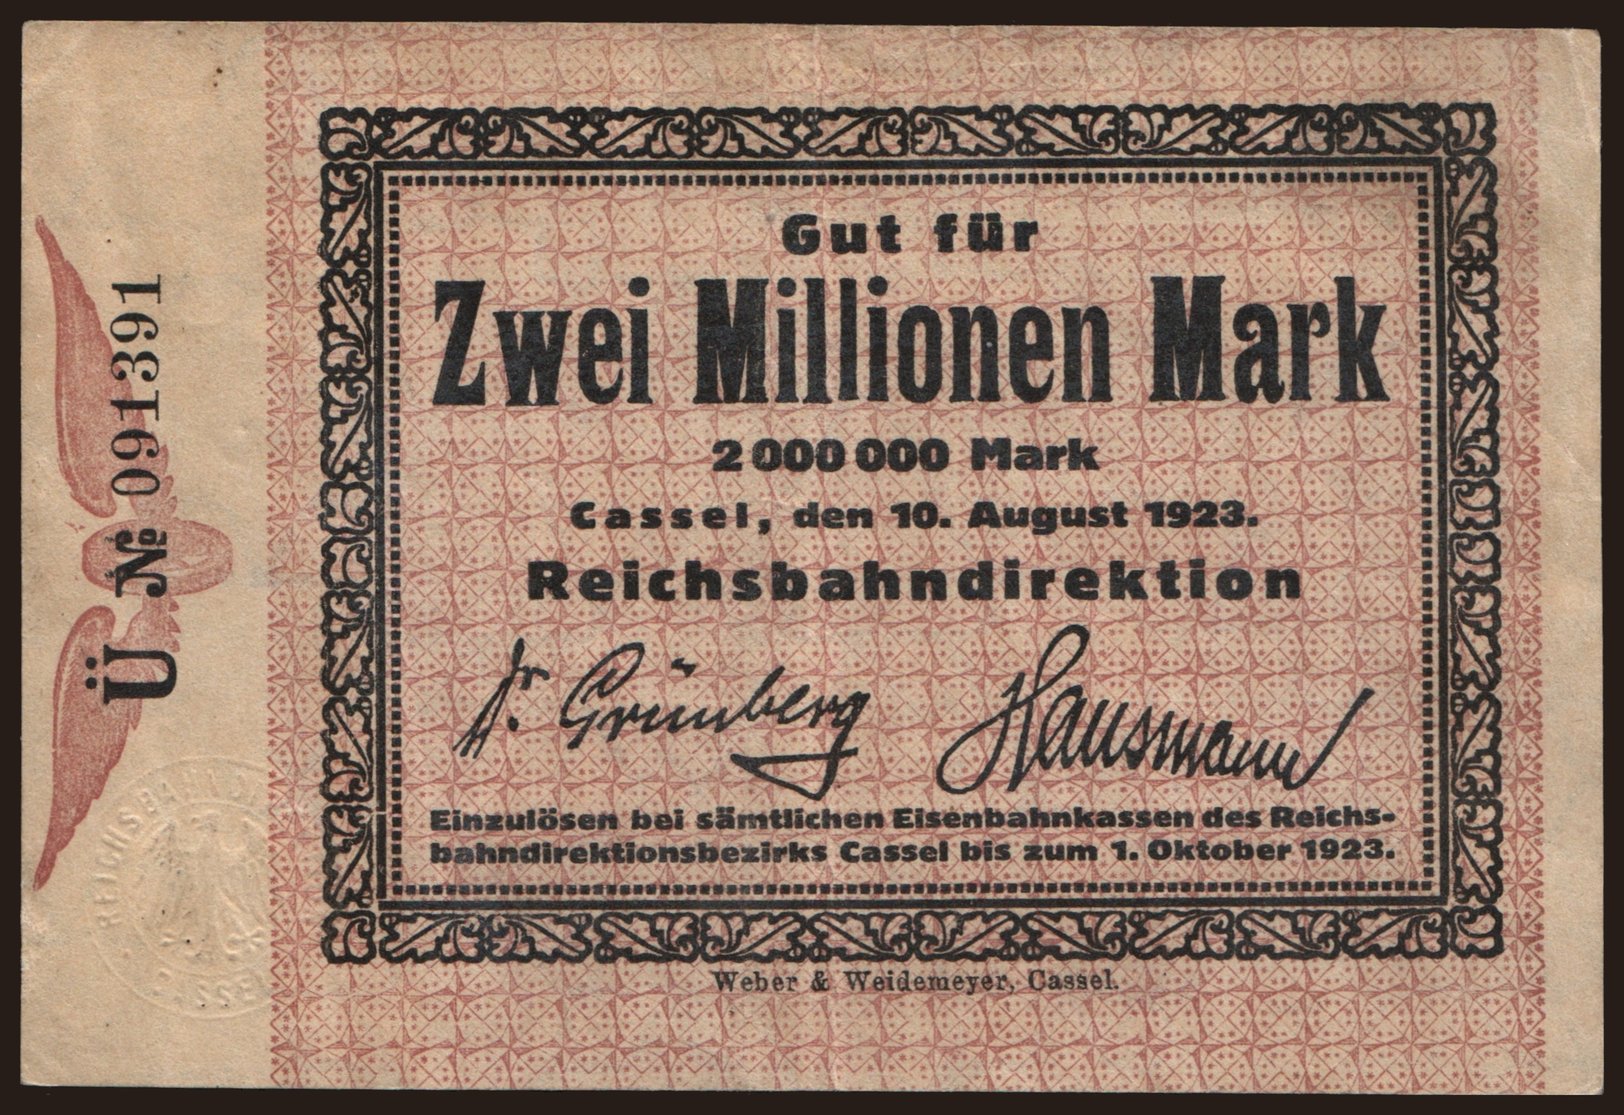 Gut für
Zwei Millionen Mark
2 000 000 Mark
Cassel, den 10. August 1923.
Reichsbahndirektion
Dr. Grünberg Hausmann
Einzulösen bei sämtlichen Eisenbahnkassen des Reichs-
bahndirektionsbezirks Cassel bis zum 1. Oktober 1923.
Weber & Weidemeyer, Cassel.
Ü № 091391